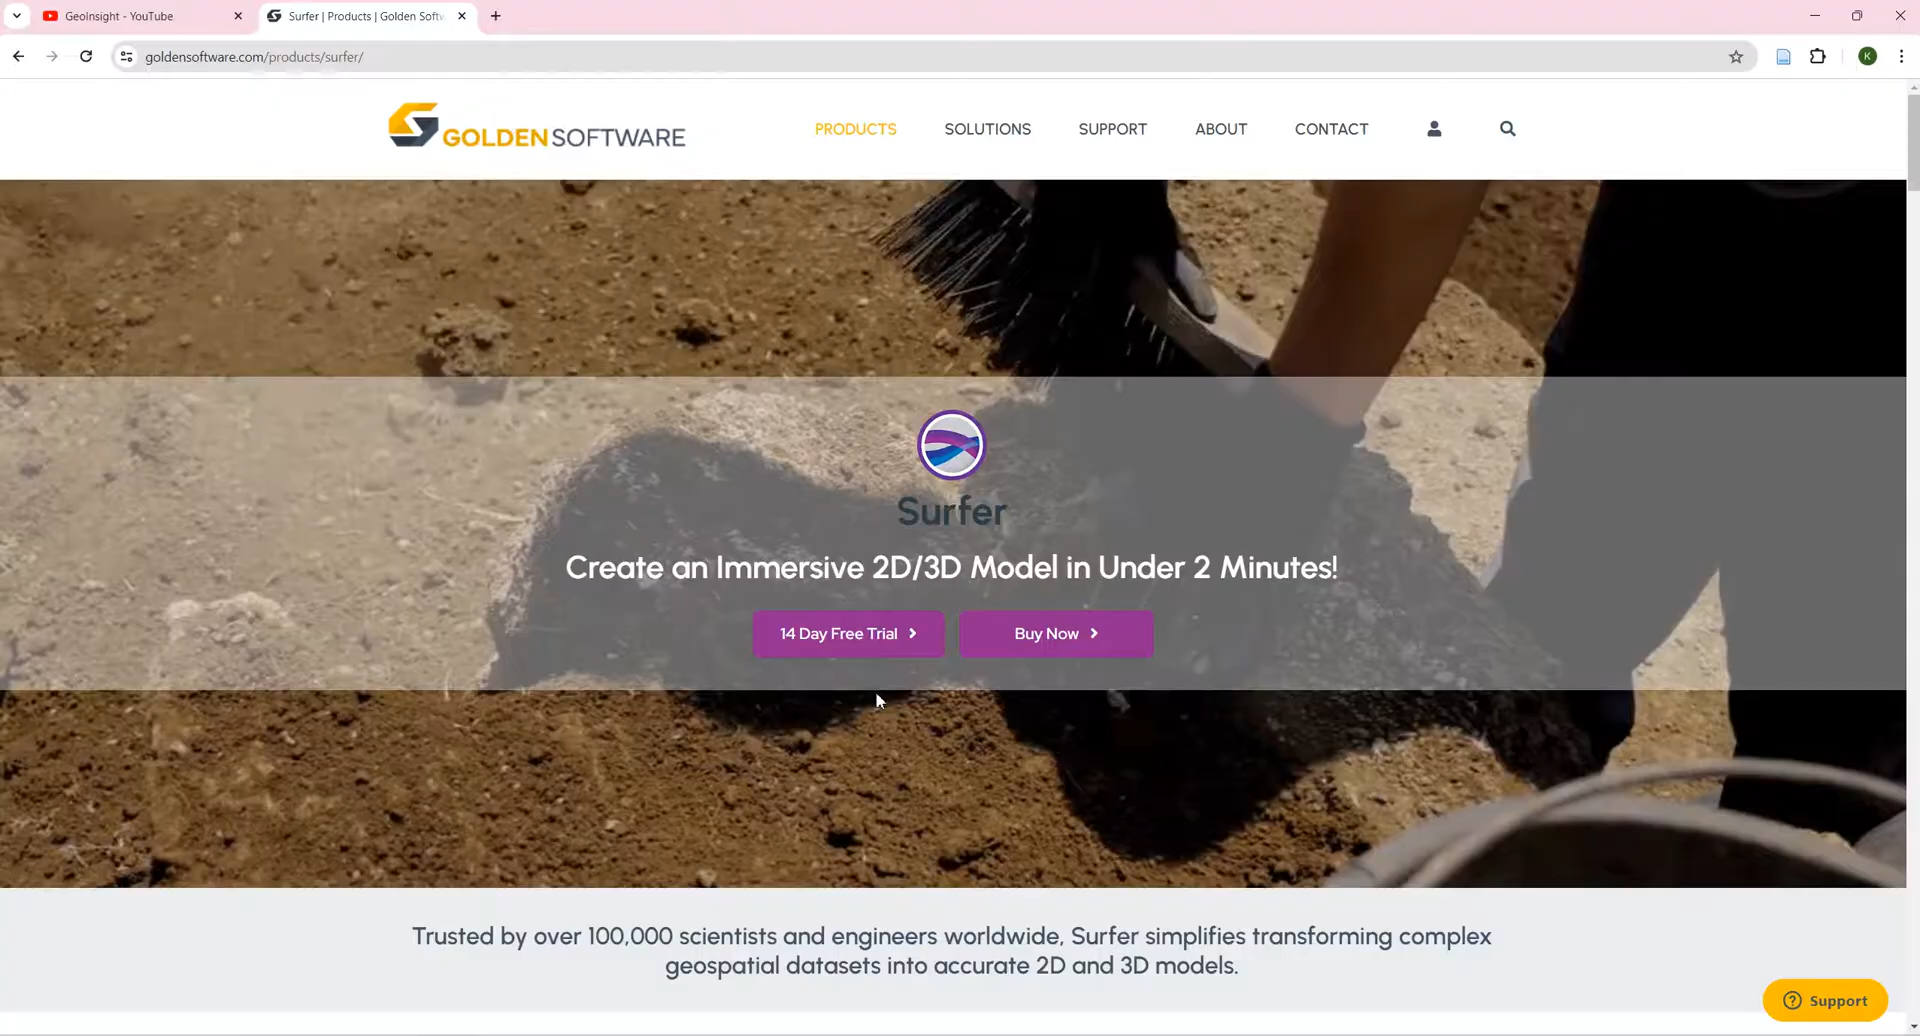 GeoInsight - YouTube
Surfer | Products | Golden Softw
goldensoftware.com/products/surfer/
K
GOLDENSOFTWARE
PRODUCTS
SOLUTIONS
SUPPORT
ABOUT
CONTACT
Surfer
Create an Immersive 2D/3D Model in Under 2 Minutes!
14 Day Free Trial
Buy Now
Trusted by over 100,000 scientists and engineers worldwide, Surfer simplifies transforming complex
geospatial datasets into accurate 2D and 3D models.
Support